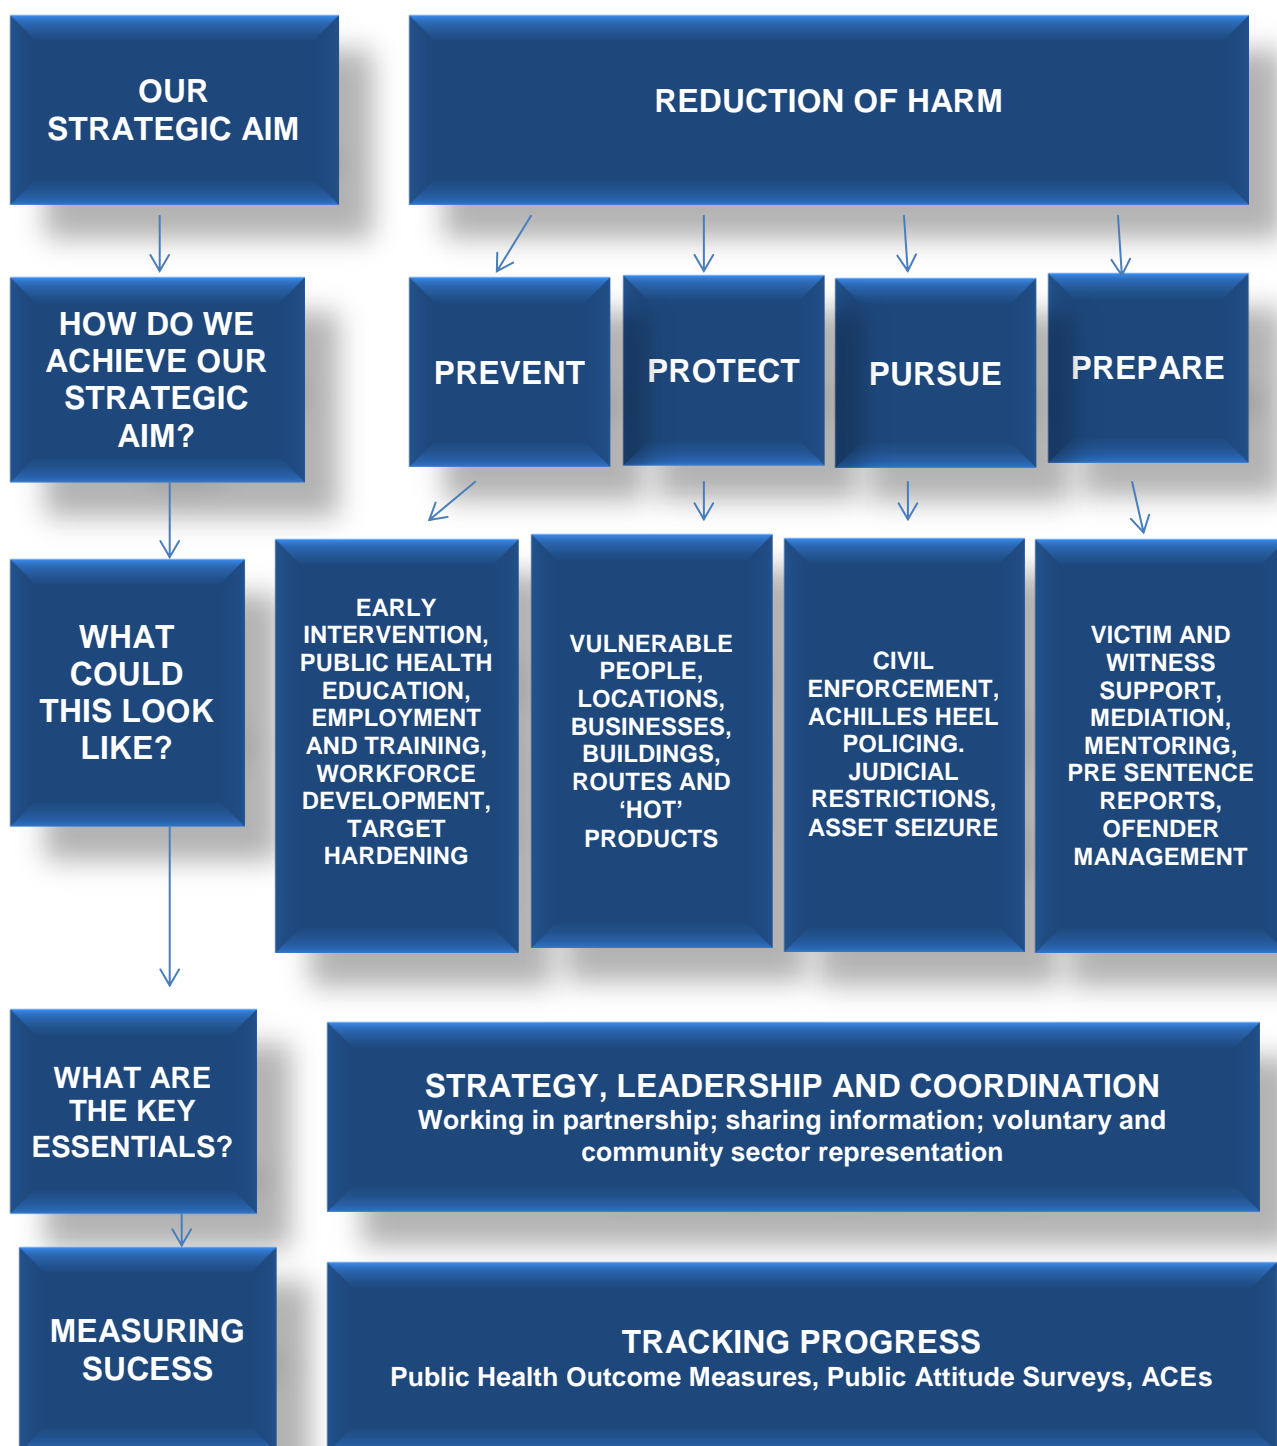 OUR
STRATEGIC AIM
REDUCTION OF HARM
HOW DO WE
ACHIEVE OUR
STRATEGIC
AIM?
PREVENT
PROTECT
PURSUE
PREPARE
WHAT
COULD
THIS LOOK
LIKE?
EARLY
INTERVENTION,
PUBLIC HEALTH
EDUCATION,
EMPLOYMENT
AND TRAINING,
WORKFORCE
DEVELOPMENT,
TARGET
HARDENING
VULNERABLE
PEOPLE,
LOCATIONS,
BUSINESSES,
BUILDINGS,
ROUTES AND
‘HOT’
PRODUCTS
CIVIL
ENFORCEMENT,
ACHILLES HEEL
POLICING.
JUDICIAL
RESTRICTIONS,
ASSET SEIZURE
VICTIM AND
WITNESS
SUPPORT,
MEDIATION,
MENTORING,
PRE SENTENCE
REPORTS,
OFENDER
MANAGEMENT
WHAT ARE
THE KEY
ESSENTIALS?
STRATEGY, LEADERSHIP AND COORDINATION
Working in partnership; sharing information; voluntary and
community sector representation
MEASURING
SUCESS
TRACKING PROGRESS
Public Health Outcome Measures, Public Attitude Surveys, ACEs